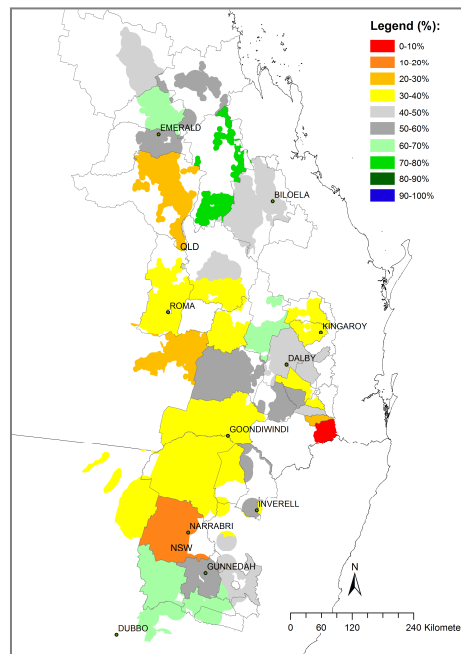 Legend (%):
0-10%
10-20%
20-30%
30-40%
40-50%
50-60%
60-70%
70-80%
80-90%
90-100%
EMERALD
BILOELA
QLD
ROMA
KINGAROY
DALBY
GOONDIWINDI
INVERELL
NARRABRI
NSW
GUNNEDAH
DUBBO
N
0 60 120 240 Kilomete